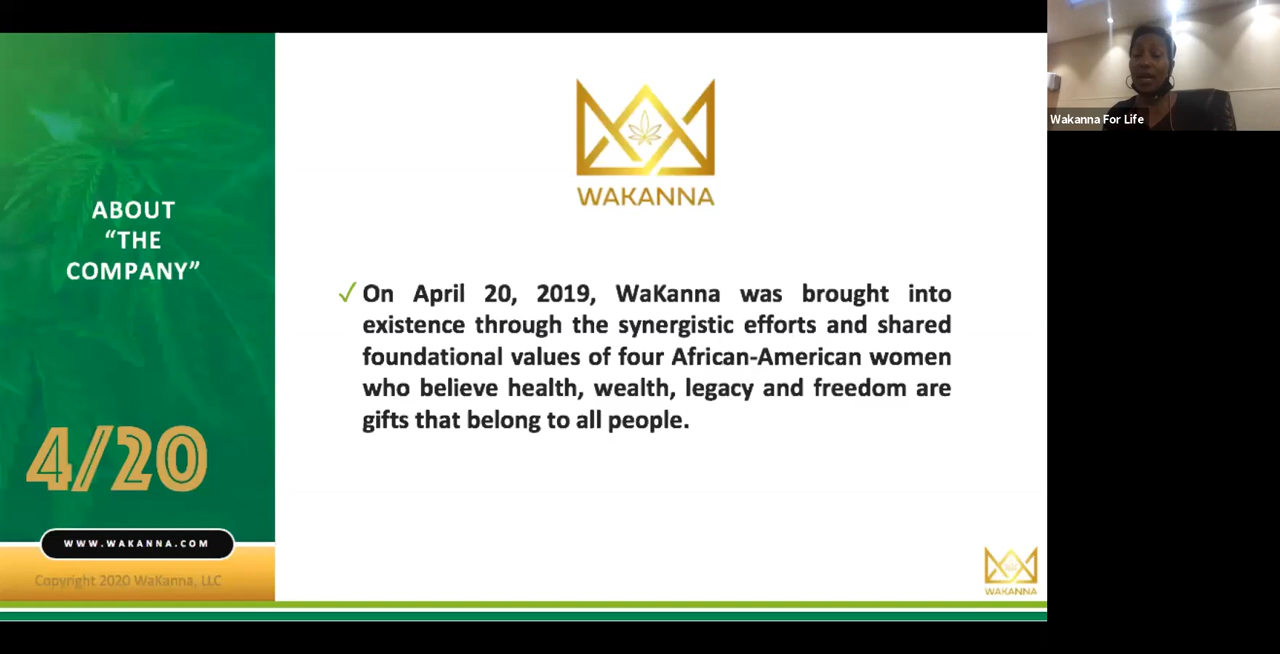 ABOUT
“THE
COMPANY”
4/20
WWW.WAKANNA.COM
Copyright 2020 WaKanna, LLC
WAKANNA
On April 20, 2019, WaKanna was brought into
existence through the synergistic efforts and shared
foundational values of four African-American women
who believe health, wealth, legacy and freedom are
gifts that belong to all people.
WAKANNA
Wakanna For Life